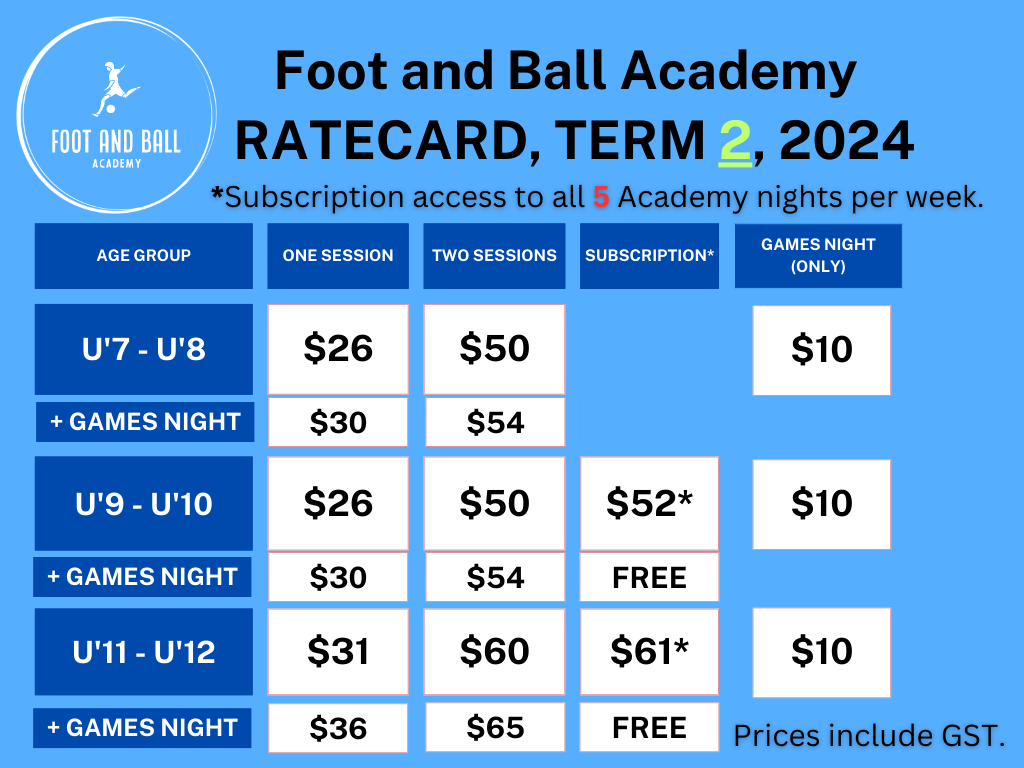 FOOT AND BALL
ACADEMY
Foot and Ball Academy
RATECARD, TERM 2, 2024
*Subscription access to all 5 Academy nights per week.
AGE GROUP ONE SESSION TWO SESSIONS SUBSCRIPTION* GAMES NIGHT (ONLY)
U'7 - U'8 $26 $50 $10
+ GAMES NIGHT $30 $54
U'9 - U'10 $26 $50 $52* $10
+ GAMES NIGHT $30 $54 FREE
U'11 - U'12 $31 $60 $61* $10
+ GAMES NIGHT $36 $65 FREE
Prices include GST.